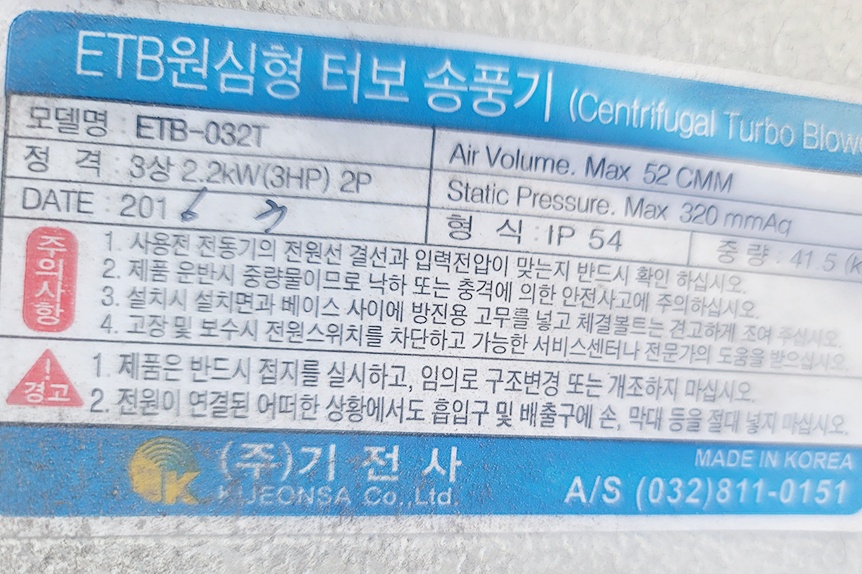 ETB원심형 터보 송풍기 (Centrifugal Turbo Blow
모델명 : ETB-032T
정 격 : 3상 2.2kW(3HP) 2P
DATE : 2016
Air Volume. Max 52 CMM
Static Pressure. Max 320 mmAq
형 식 : IP 54
중 량 : 41.5 (k
주의사항
1. 사용전 전동기의 전원선 결선과 입력전압이 맞는지 반드시 확인 하십시오.
2. 제품 운반시 중량물이므로 낙하 또는 충격에 의한 안전사고에 주의하십시오.
3. 설치시 설치면과 베이스 사이에 방진용 고무를 넣고 체결볼트는 견고하게 조여 주십시오.
4. 고장 및 보수시 전원스위치를 차단하고 가능한 서비스센터나 전문가의 도움을 받으십시오.
경고
1. 제품은 반드시 접지를 실시하고, 임의로 구조변경 또는 개조하지 마십시오.
2. 전원이 연결된 어떠한 상황에서도 흡입구 및 배출구에 손, 막대 등을 절대 넣지 마십시오.
K
(주)기 전 사
KIJEONSA Co.,Ltd.
MADE IN KOREA
A/S (032)811-0151